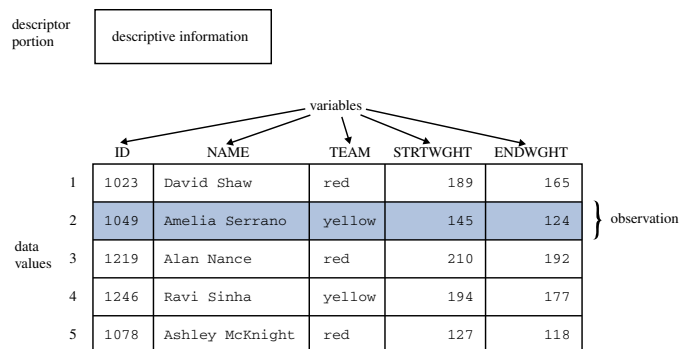 descriptor
portion
descriptive information
variables
ID NAME TEAM STRTWGHT ENDWGHT
1 1023 David Shaw red 189 165
2 1049 Amelia Serrano yellow 145 124 observation
data
values
3 1219 Alan Nance red 210 192
4 1246 Ravi Sinha yellow 194 177
5 1078 Ashley McKnight red 127 118